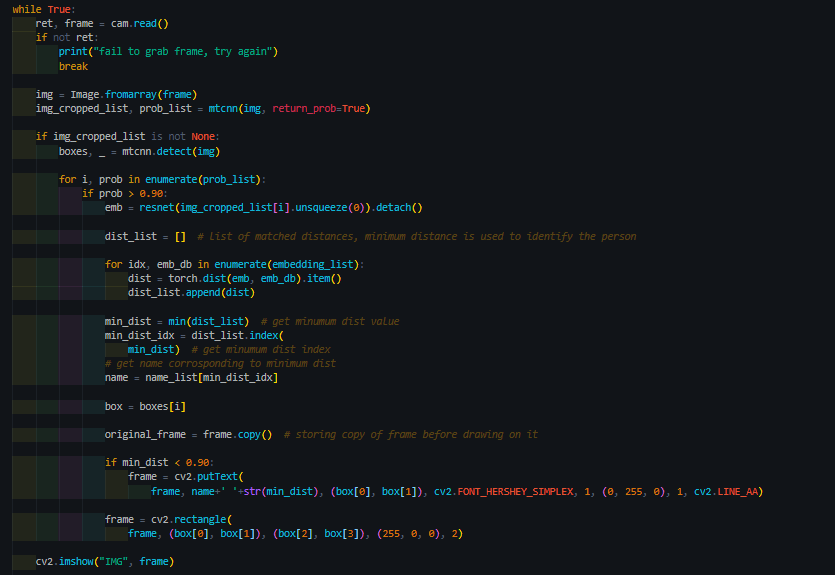 while True:
    ret, frame = cam.read()
    if not ret:
        print("fail to grab frame, try again")
        break

    img = Image.fromarray(frame)
    img_cropped_list, prob_list = mtcnn(img, return_prob=True)

    if img_cropped_list is not None:
        boxes, _ = mtcnn.detect(img)

        for i, prob in enumerate(prob_list):
            if prob > 0.90:
                emb = resnet(img_cropped_list[i].unsqueeze(0)).detach()

                dist_list = []  # list of matched distances, minimum distance is used to identify the person

                for idx, emb_db in enumerate(embedding_list):
                    dist = torch.dist(emb, emb_db).item()
                    dist_list.append(dist)

                min_dist = min(dist_list)  # get minumum dist value
                min_dist_idx = dist_list.index(
                    min_dist)  # get minumum dist index
                # get name corrosponding to minimum dist
                name = name_list[min_dist_idx]

                box = boxes[i]

                original_frame = frame.copy()  # storing copy of frame before drawing on it

                if min_dist < 0.90:
                    frame = cv2.putText(
                        frame, name+' '+str(min_dist), (box[0], box[1]), cv2.FONT_HERSHEY_SIMPLEX, 1, (0, 255, 0), 1, cv2.LINE_AA)

                frame = cv2.rectangle(
                    frame, (box[0], box[1]), (box[2], box[3]), (255, 0, 0), 2)

    cv2.imshow("IMG", frame)